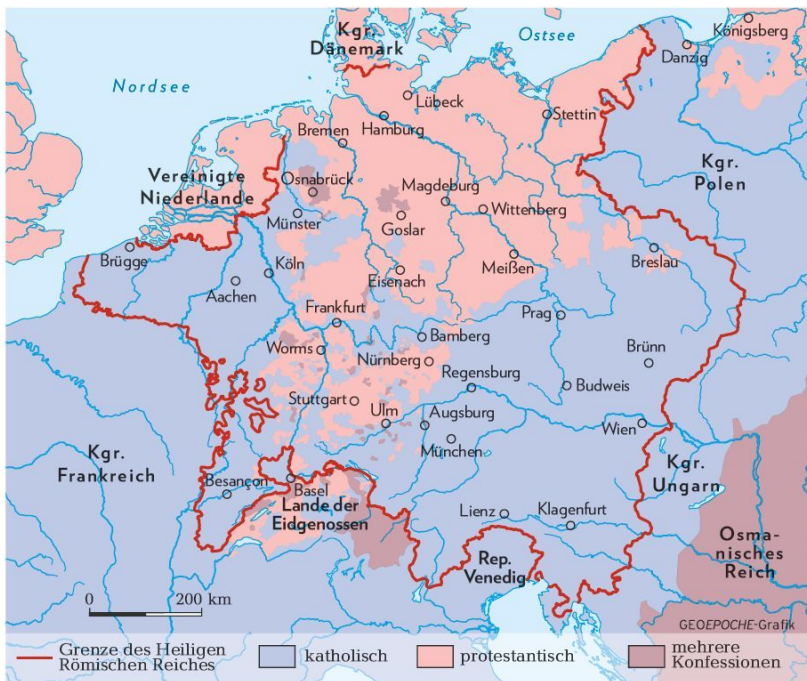 Kgr.
Dänemark
Ostsee
Königsberg
Danzig
Nordsee
Lübeck
Hamburg
Stettin
Bremen
Vereinigte
Niederlande
Osnabrück
Magdeburg
Kgr.
Polen
Münster
Goslar
Wittenberg
Brügge
Köln
Eisenach
Meißen
Breslau
Aachen
Frankfurt
Prag
Bamberg
Worms
Nürnberg
Brünn
Regensburg
Stuttgart
Budweis
Ulm
Augsburg
Wien
München
Kgr.
Frankreich
Kgr.
Ungarn
Besançon
Basel
Lande der
Eidgenossen
Lienz
Klagenfurt
Osma-
nisches
Reich
Rep.
Venedig
0 200 km
GEOEPOCHE-Grafik
Grenze des Heiligen
Römischen Reiches
katholisch
protestantisch
mehrere
Konfessionen